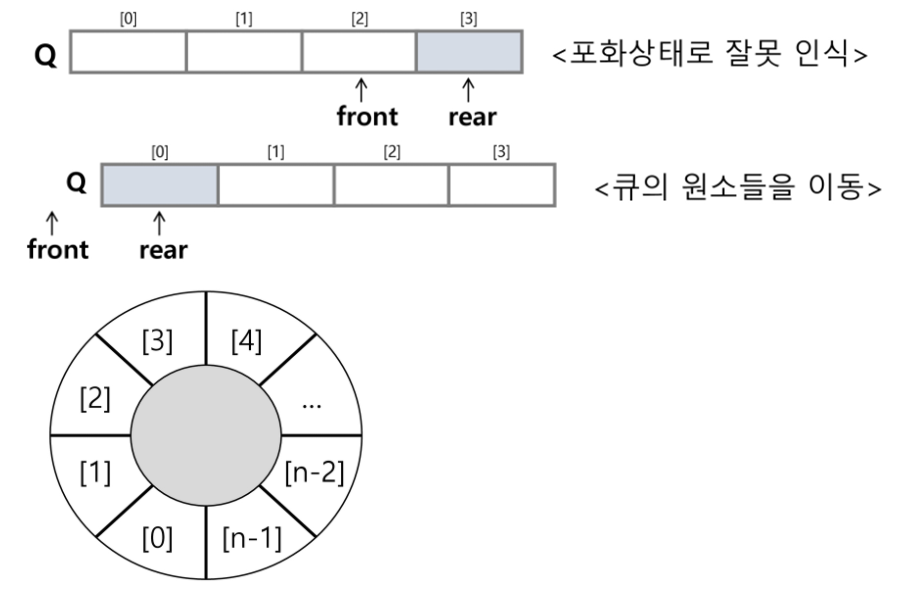 [0] [1] [2] [3]
Q <포화상태로 잘못 인식>
front rear
[0] [1] [2] [3]
Q <큐의 원소들을 이동>
front rear
[3] [4]
[2] ...
[1] [n-2]
[0] [n-1]